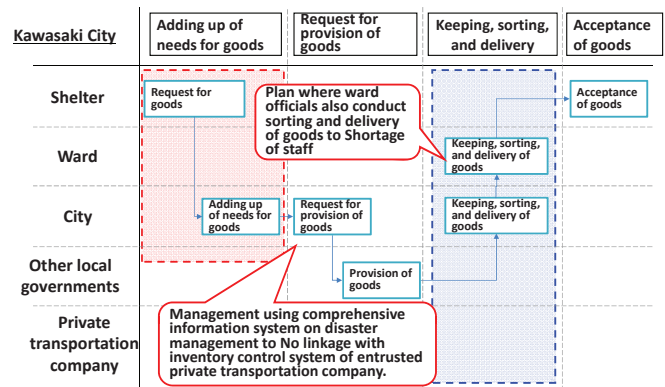 Kawasaki City
Adding up of
needs for goods
Request for
provision of
goods
Keeping, sorting,
and delivery
Acceptance
of goods
Shelter
Request for
goods
Plan where ward
officials also conduct
sorting and delivery
of goods to Shortage
of staff
Acceptance
of goods
Ward
Keeping, sorting,
and delivery of
goods
City
Adding up
of needs for
goods
Request for
provision of
goods
Keeping, sorting,
and delivery of
goods
Other local
governments
Provision of
goods
Private
transportation
company
Management using comprehensive
information system on disaster
management to No linkage with
inventory control system of entrusted
private transportation company.